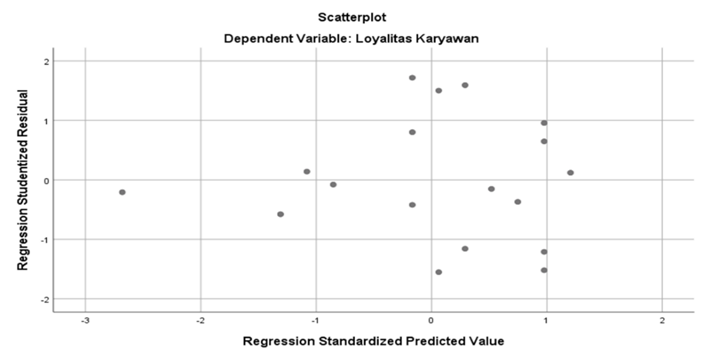 Scatterplot
Dependent Variable: Loyalitas Karyawan
Regression Studentized Residual
2
1
0
-1
-2
-3 -2 -1 0 1 2
Regression Standardized Predicted Value